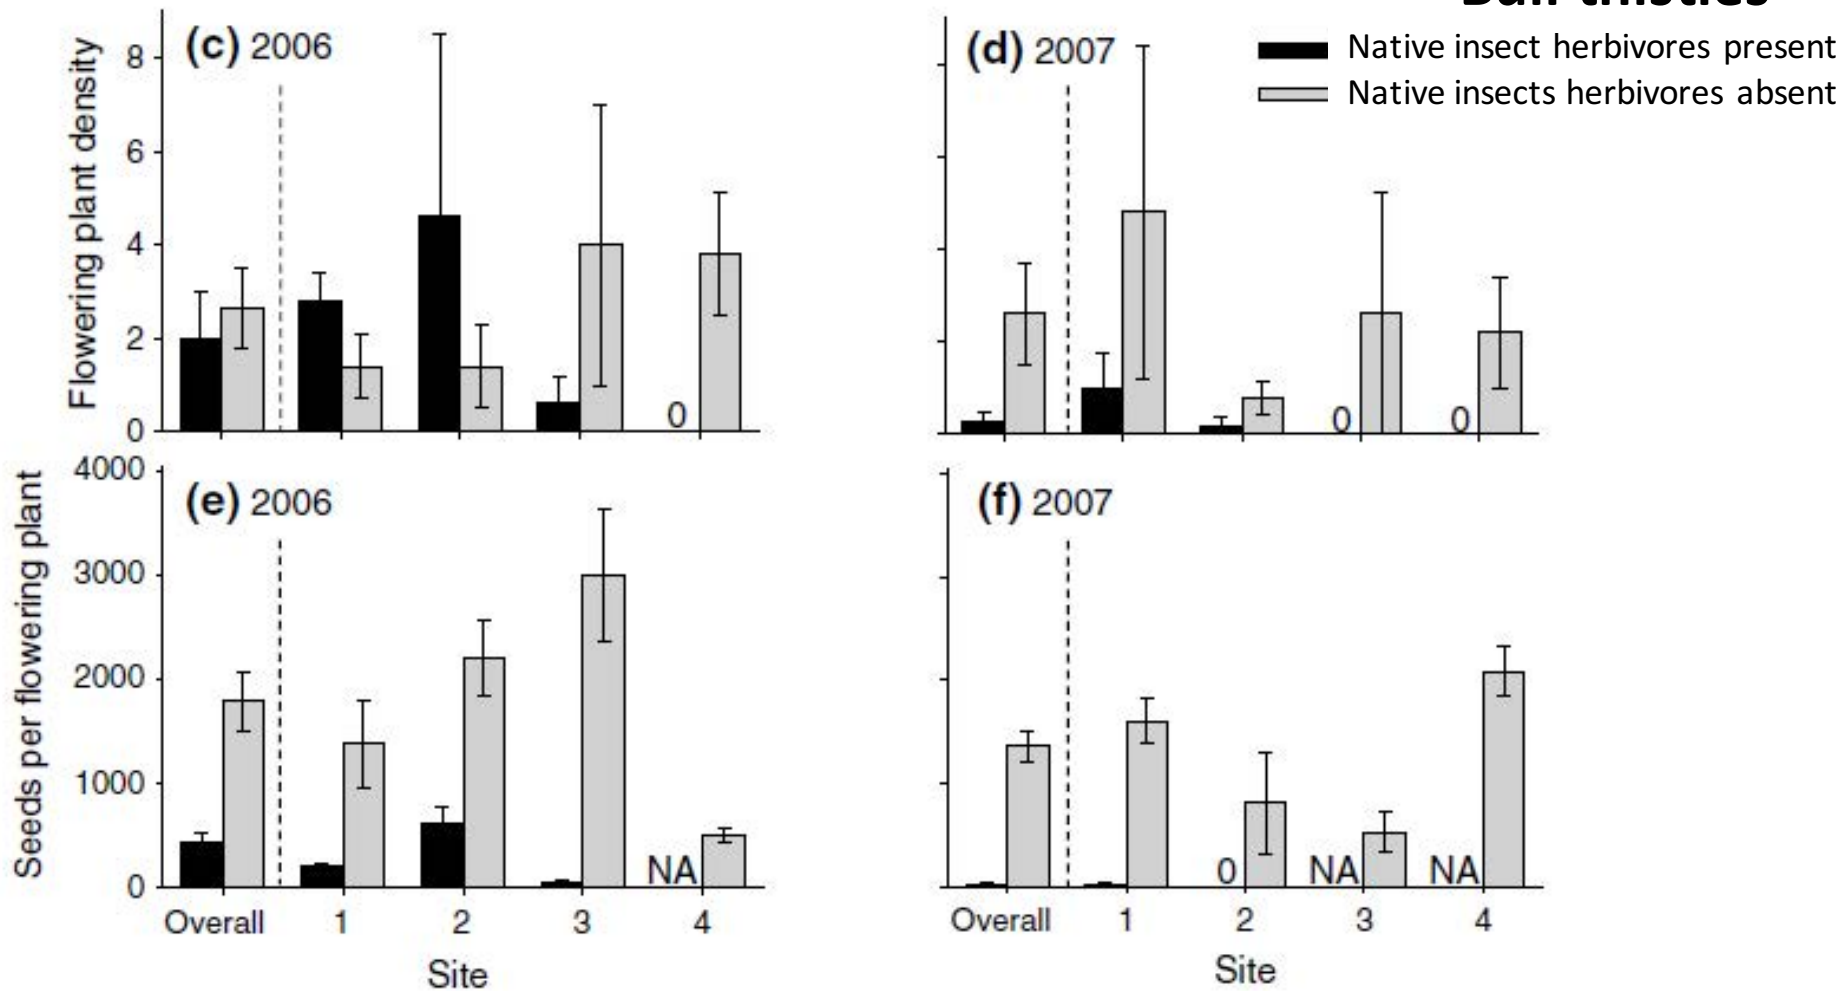 Bull thistles
Native insect herbivores present
Native insects herbivores absent
(c) 2006
Flowering plant density
8
6
4
2
0
0
(d) 2007
0
0
(e) 2006
Seeds per flowering plant
4000
3000
2000
1000
0
NA
Overall 1 2 3 4
Site
(f) 2007
0
NA
NA
Overall 1 2 3 4
Site